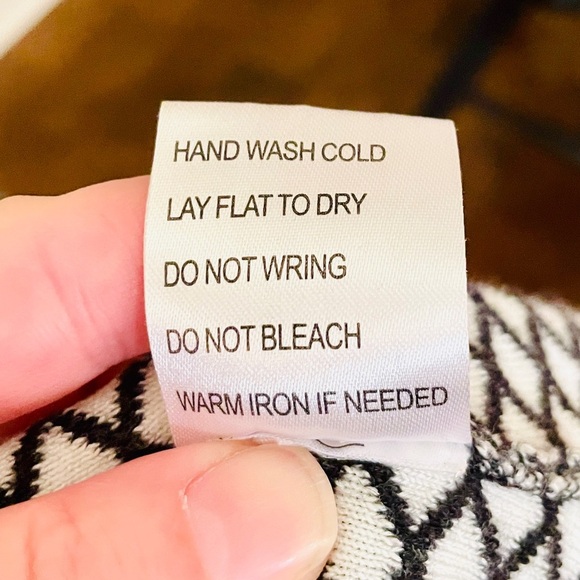 HAND WASH COLD
LAY FLAT TO DRY
DO NOT WRING
DO NOT BLEACH
WARM IRON IF NEEDED